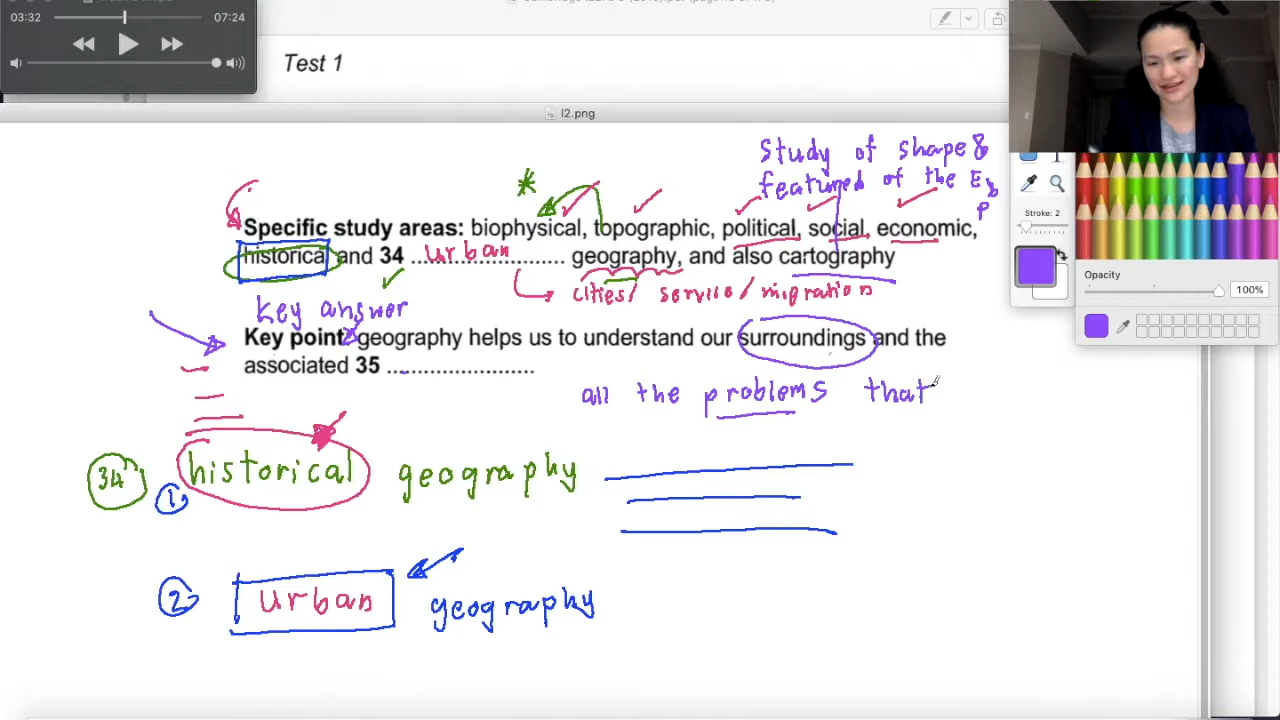 03:32
07:24
Test 1
l2.png
Study of shape &
featured of the E
Specific study areas: biophysical, topographic, political, social, economic,
historical and 34 urban geography, and also cartography
cities/ service/ migration
key answer
Key point: geography helps us to understand our surroundings and the
associated 35 ........................
all the problems that
34 historical geography
1
2 urban geography
Stroke: 2
Opacity
100%